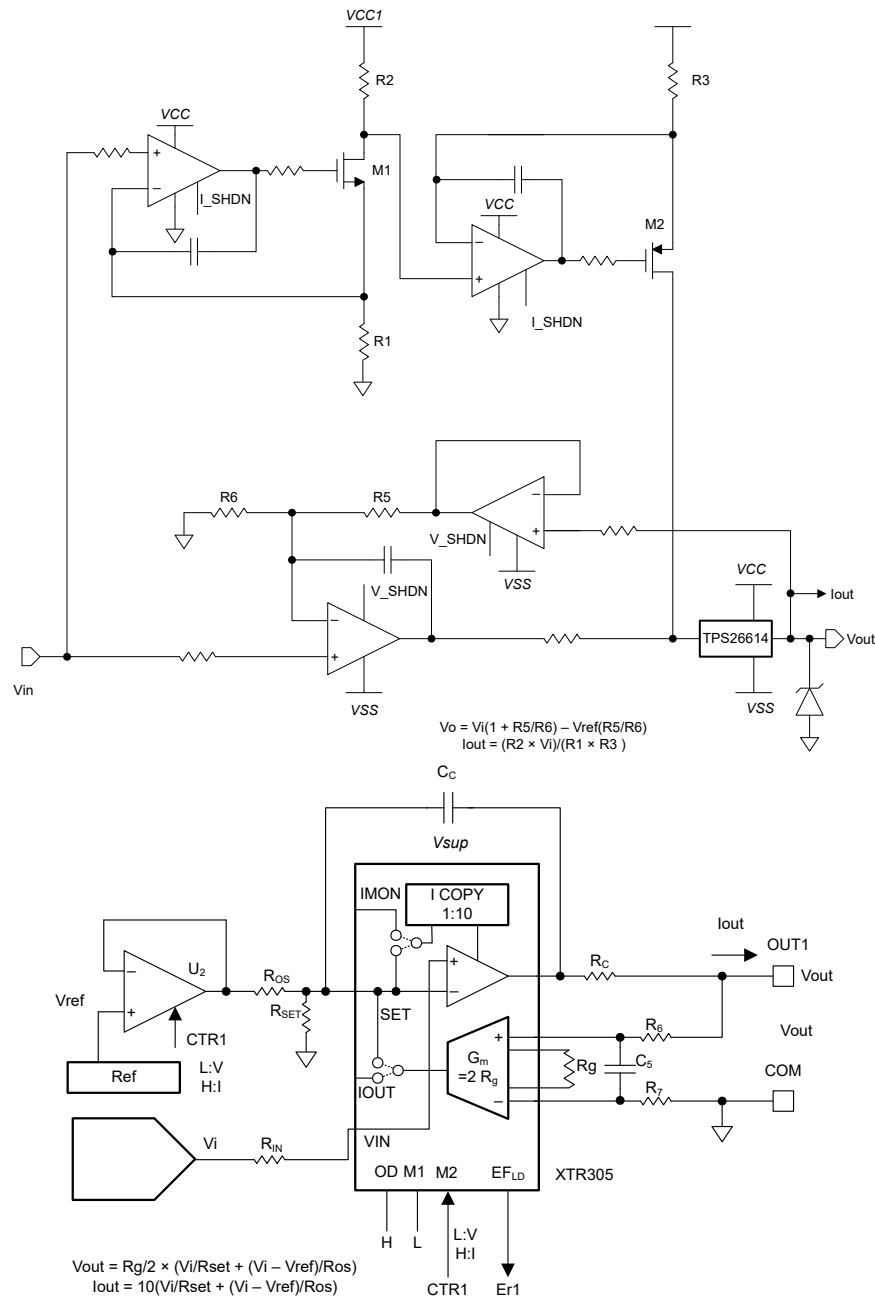 VCC1
R2
R3
VCC
+
−
M1
I_SHDN
VCC
M2
−
+
I_SHDN
R1
R6
R5
−
+
V_SHDN
VSS
V_SHDN
VCC
Iout
−
+
TPS26614
Vout
Vin
VSS
VSS
Vo = Vi(1 + R5/R6) – Vref(R5/R6)
Iout = (R2 × Vi)/(R1 × R3 )
CC
Vsup
IMON
I COPY
1:10
Iout
OUT1
U2
ROS
+
RC
Vout
−
−
Vref
+
RSET
SET
CTR1
L:V
H:I
+
R6
Vout
Ref
Gm
=2 Rg
Rg
C5
COM
IOUT
−
R7
Vi
RIN
VIN
OD M1 M2 EFLD
XTR305
H
L
L:V
H:I
CTR1
Er1
Vout = Rg/2 × (Vi/Rset + (Vi – Vref)/Ros)
Iout = 10(Vi/Rset + (Vi – Vref)/Ros)